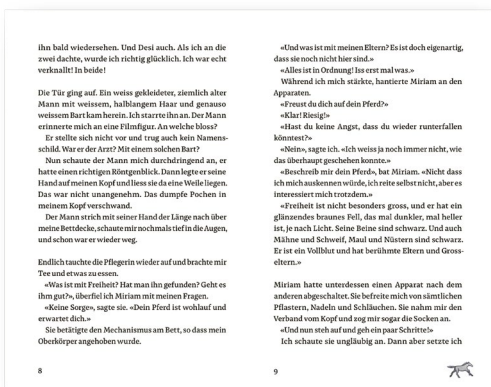 ihn bald wiedersehen. Und Desi auch. Als ich an die
zwei dachte, wurde ich richtig glücklich. Ich war echt
verknallt! In beide!
Die Tür ging auf. Ein weiss gekleideter, ziemlich alter
Mann mit weissem, halblangem Haar und genauso
weissem Bart kam herein. Ich starrte ihn an. Der Mann
erinnerte mich an eine Filmfigur. An welche bloss?
Er stellte sich nicht vor und trug auch kein Namens-
schild. War er der Arzt? Mit einem solchen Bart?
Nun schaute der Mann mich durchdringend an, er
hatte einen richtigen Röntgenblick. Dann legte er seine
Hand auf meinen Kopf und liess sie da eine Weile liegen.
Das war nicht unangenehm. Das dumpfe Pochen in
meinem Kopf verschwand.
Der Mann strich mit seiner Hand der Länge nach über
meine Bettdecke, schaute mir nochmals tief in die Augen,
und schon war er wieder weg.
Endlich tauchte die Pflegerin wieder auf und brachte mir
Tee und etwas zu essen.
«Was ist mit Freiheit? Hat man ihn gefunden? Geht es
ihm gut?», überfiel ich Miriam mit meinen Fragen.
«Keine Sorge», sagte sie. «Dein Pferd ist wohlauf und
erwartet dich.»
Sie betätigte den Mechanismus am Bett, so dass mein
Oberkörper angehoben wurde.
8
«Und was ist mit meinen Eltern? Es ist doch eigenartig,
dass sie noch nicht hier sind.»
«Alles ist in Ordnung! Iss erst mal was.»
Während ich mich stärkte, hantierte Miriam an den
Apparaten.
«Freust du dich auf dein Pferd?»
«Klar! Riesig!»
«Hast du keine Angst, dass du wieder runterfallen
könntest?»
«Nein», sagte ich. «Ich weiss ja noch immer nicht, wie
das überhaupt geschehen konnte.»
«Beschreib mir dein Pferd», bat Miriam. «Nicht dass
ich mich auskennen würde, ich reite selbst nicht, aber es
interessiert mich trotzdem.»
«Freiheit ist nicht besonders gross, und er hat ein
glänzendes braunes Fell, das mal dunkler, mal heller
ist, je nach Licht. Seine Beine sind schwarz. Und auch
Mähne und Schweif, Maul und Nüstern sind schwarz.
Er ist ein Vollblut und hat berühmte Eltern und Gross-
eltern.»
Miriam hatte unterdessen einen Apparat nach dem
anderen abgeschaltet. Sie befreite mich von sämtlichen
Pflastern, Nadeln und Schläuchen. Sie nahm mir den
Verband vom Kopf und zog mir sogar die Socken an.
«Und nun steh auf und geh ein paar Schritte!»
Ich schaute sie ungläubig an. Dann aber setzte ich
9